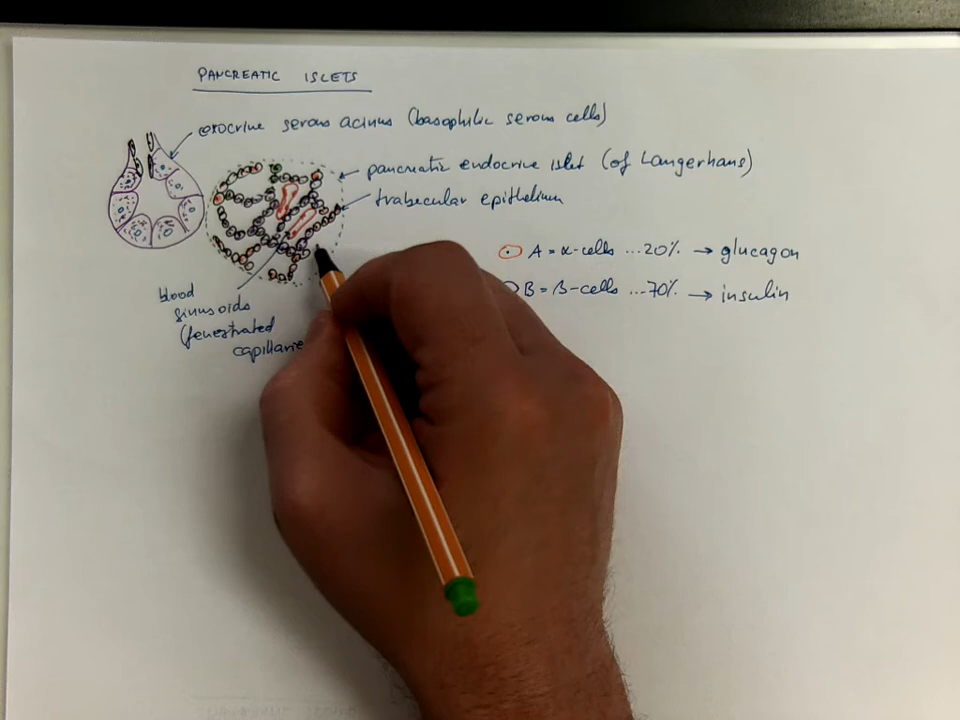 PANCREATIC ISLETS
exocrine serous acinus (basophilic serous cells)
pancreatic endocrine islet (of Langerhans)
trabecular epithelium
A = α-cells ...20% → glucagon
B = β-cells ...70% → insulin
blood
sinusoids
(fenestrated
capillarie